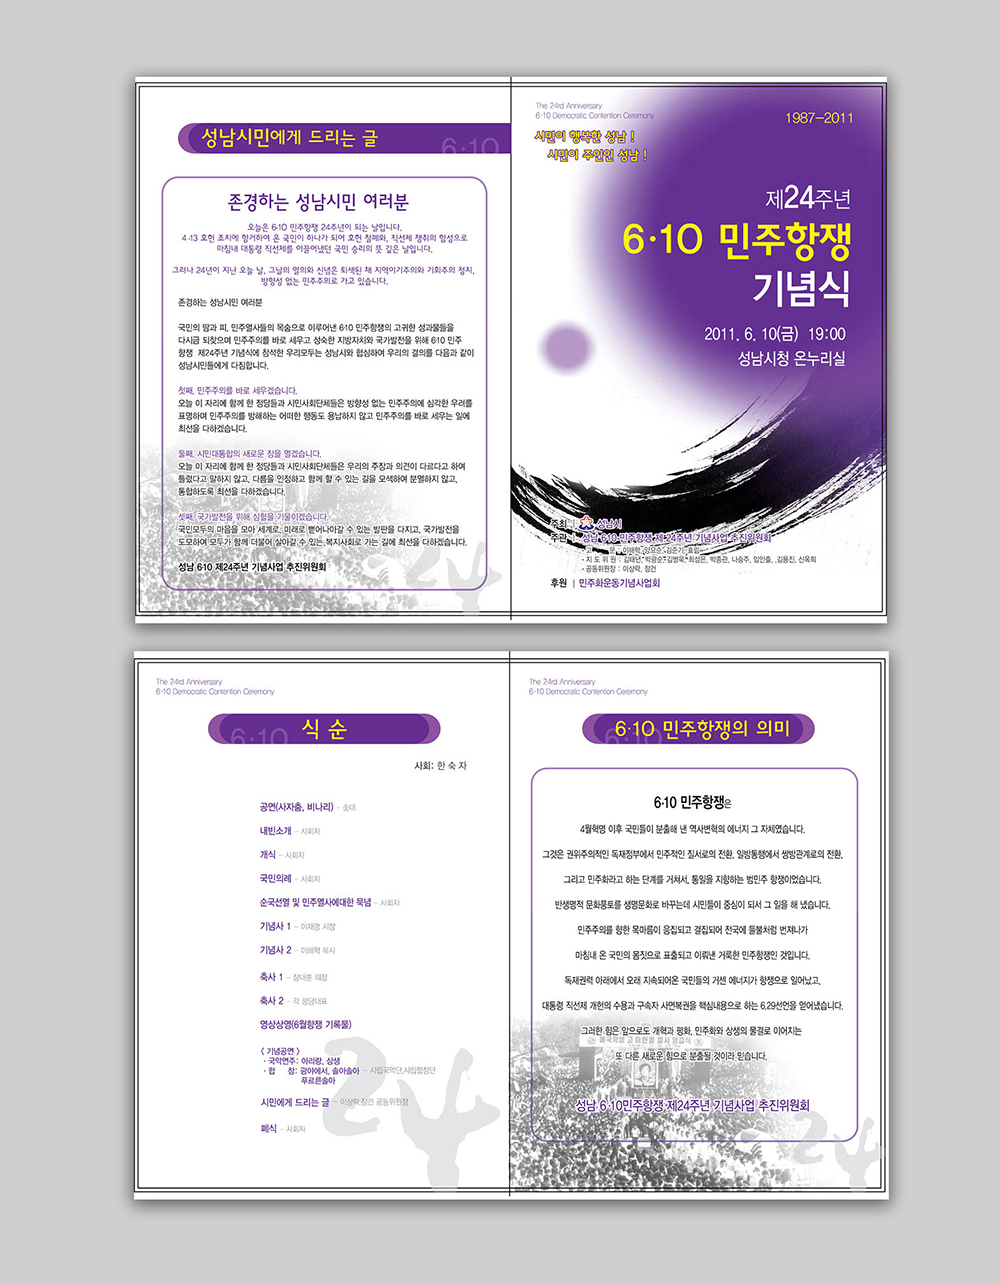 성남시민에게 드리는 글
6·10
존경하는 성남시민 여러분
오늘은 6·10 민주항쟁 24주년이 되는 날입니다.
4·13 호헌 조치에 항거하여 온 국민이 하나가 되어 호헌 철폐와, 직선제 쟁취의 함성으로
마침내 대통령 직선제를 이끌어냈던 국민 승리의 뜻 깊은 날입니다.
그러나 24년이 지난 오늘 날, 그날의 열의와 신념은 퇴색된 채 지역이기주의와 기회주의 정치,
방향성 없는 민주주의로 가고 있습니다.
존경하는 성남시민 여러분
국민의 땀과 피, 민주열사들의 목숨으로 이루어낸 6·10 민주항쟁의 고귀한 성과물들을
다시금 되찾으며 민주주의를 바로 세우고 성숙한 지방자치와 국가발전을 위해 6·10 민주
항쟁 제24주년 기념식에 참석한 우리모두는 성남시와 협심하여 우리의 결의를 다음과 같이
성남시민들에게 다짐합니다.
첫째, 민주주의를 바로 세우겠습니다.
오늘 이 자리에 함께 한 정당들과 시민사회단체들은 방향성 없는 민주주의에 심각한 우려를
표명하며 민주주의를 방해하는 어떠한 행동도 용납하지 않고 민주주의를 바로 세우는 일에
최선을 다하겠습니다.
둘째, 시민대통합의 새로운 장을 열겠습니다.
오늘 이 자리에 함께 한 정당들과 시민사회단체들은 우리의 주장과 의견이 다르다고 하여
틀렸다고 말하지 않고, 다름을 인정하고 함께 할 수 있는 길을 모색하여 분열하지 않고,
통합하도록 최선을 다하겠습니다.
셋째, 국가발전을 위해 심혈을 기울이겠습니다.
국민모두의 마음을 모아 세계로, 미래로 뻗어나아갈 수 있는 발판을 다지고, 국가발전을
도모하여 모두가 함께 더불어 살아갈 수 있는 복지사회로 가는 길에 최선을 다하겠습니다.
성남 6·10 제24주년 기념사업 추진위원회
The 24rd Anniversary
6·10 Democratic Contention Ceremony
1987-2011
시민이 행복한 성남 !
시민이 주인인 성남 !
제24주년
6·10 민주항쟁
기념식
2011. 6. 10(금) 19:00
성남시청 온누리실
주최 | 성남시
주관 | 성남 6·10 민주항쟁 제 24주년 기념사업 추진위원회
· 고 문 : 이해학, 양요순, 김준기, 효림
· 지 도 위 원 : 김태년, 박광순, 김병욱, 최성은, 박종관, 나승주, 임인출, 김용진, 신옥희
· 공동위원장 : 이상락, 장건
후원 | 민주화운동기념사업회
The 24rd Anniversary
6·10 Democratic Contention Ceremony
6·10
식 순
사회: 한 숙 자
공연(사자춤, 비나리) – 솟대
내빈소개 – 사회자
개식 – 사회자
국민의례 – 사회자
순국선열 및 민주열사에대한 묵념 – 사회자
기념사 1 – 이재명 시장
기념사 2 – 이해학 목사
축사 1 – 장대훈 의장
축사 2 – 각 정당대표
영상상영(6월항쟁 기록물)
< 기념공연 >
· 국악연주: 아리랑, 상생
· 합 창: 광야에서, 솔아솔아 – 시립국악단,시립합창단
푸르른솔아
시민에게 드리는 글 – 이상락,장건 공동위원장
폐식 – 사회자
24
The 24rd Anniversary
6·10 Democratic Contention Ceremony
6·10
6·10 민주항쟁의 의미
6·10 민주항쟁은
4월혁명 이후 국민들이 분출해 낸 역사변혁의 에너지 그 자체였습니다.
그것은 권위주의적인 독재정부에서 민주적인 질서로의 전환, 일방통행에서 쌍방관계로의 전환,
그리고 민주화라고 하는 단계를 거쳐서, 통일을 지향하는 범민주 항쟁이었습니다.
반생명적 문화풍토를 생명문화로 바꾸는데 시민들이 중심이 되서 그 일을 해 냈습니다.
민주주의를 향한 목마름이 응집되고 결집되어 전국에 들불처럼 번져나가
마침내 온 국민의 몸짓으로 표출되고 이뤄낸 거룩한 민주항쟁인 것입니다.
독재권력 아래에서 오래 지속되어온 국민들의 거센 에너지가 항쟁으로 일어났고,
대통령 직선제 개헌의 수용과 구속자 사면복권을 핵심내용으로 하는 6.29선언을 얻어냈습니다.
그러한 힘은 앞으로도 개혁과 평화, 민주화와 상생의 물결로 이어지는
또 다른 새로운 힘으로 분출될 것이라 믿습니다.
성남 6·10민주항쟁 제24주년 기념사업 추진위원회
24